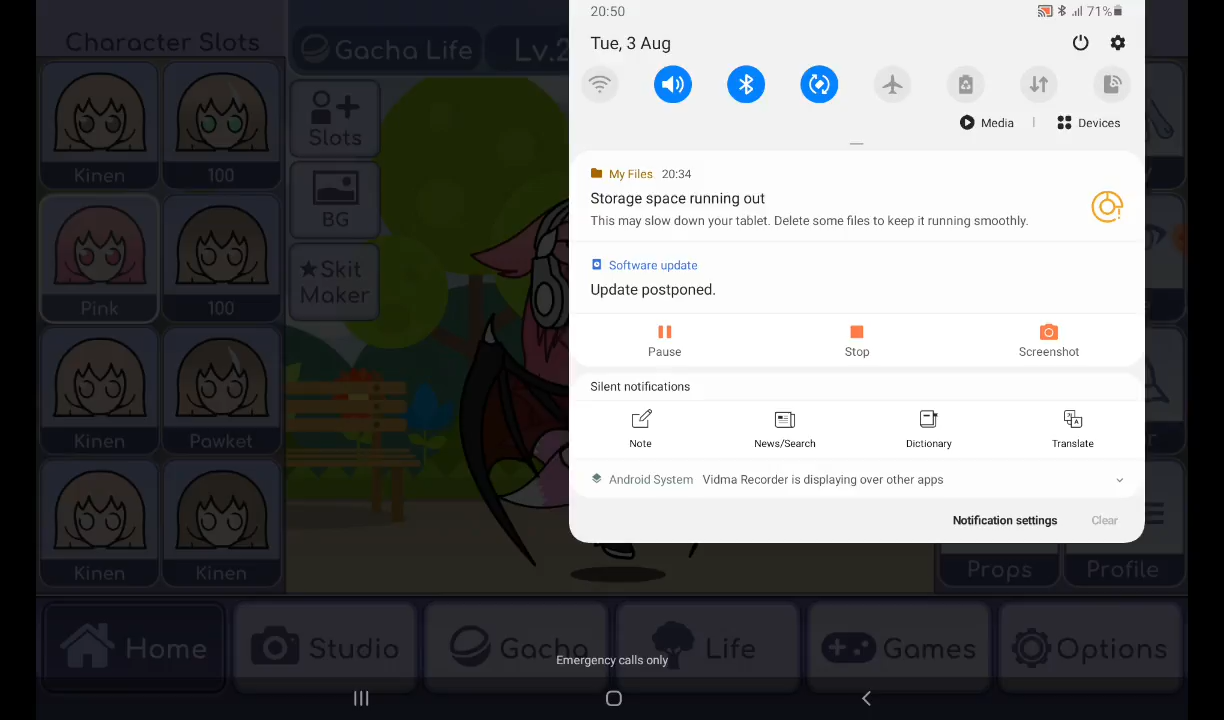 20:50
71%
Tue, 3 Aug
Media
Devices
My Files 20:34
Storage space running out
This may slow down your tablet. Delete some files to keep it running smoothly.
Software update
Update postponed.
Pause
Stop
Screenshot
Silent notifications
Note
News/Search
Dictionary
Translate
Android System Vidma Recorder is displaying over other apps
Notification settings
Clear
Character Slots
Gacha Life
Lv.2
Kinen
100
Pink
100
Kinen
Pawket
Kinen
Kinen
Slots
BG
★Skit
Maker
Props
Profile
Home
Studio
Gacha
Life
Games
Options
Emergency calls only